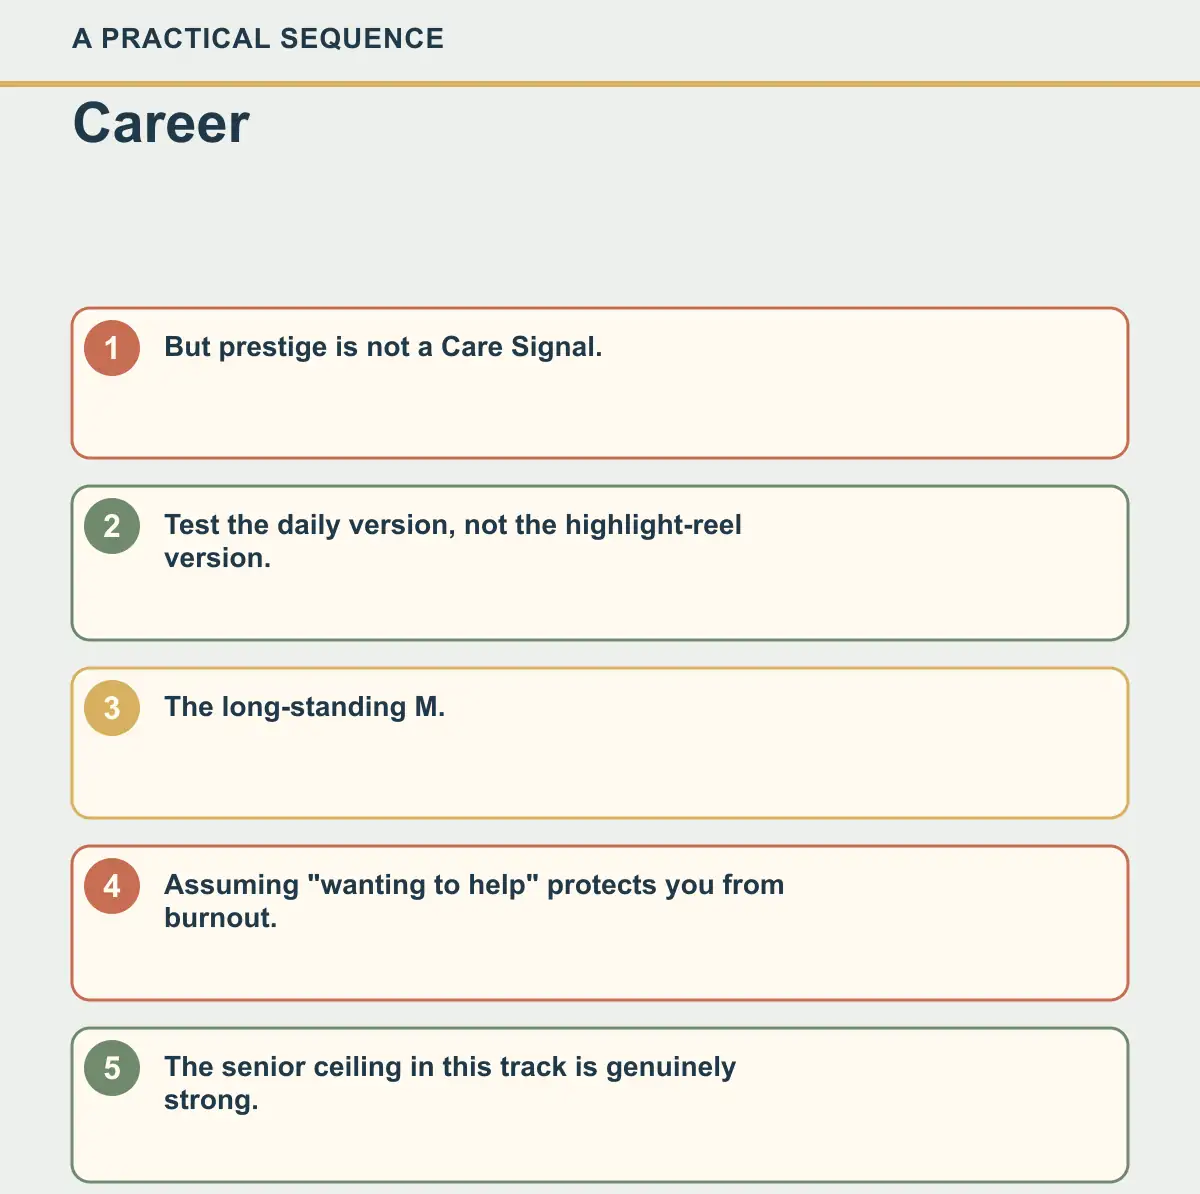 A PRACTICAL SEQUENCE
Career
1
But prestige is not a Care Signal.
2
Test the daily version, not the highlight-reel
version.
3
The long-standing M.
4
Assuming "wanting to help" protects you from
burnout.
5
The senior ceiling in this track is genuinely
strong.